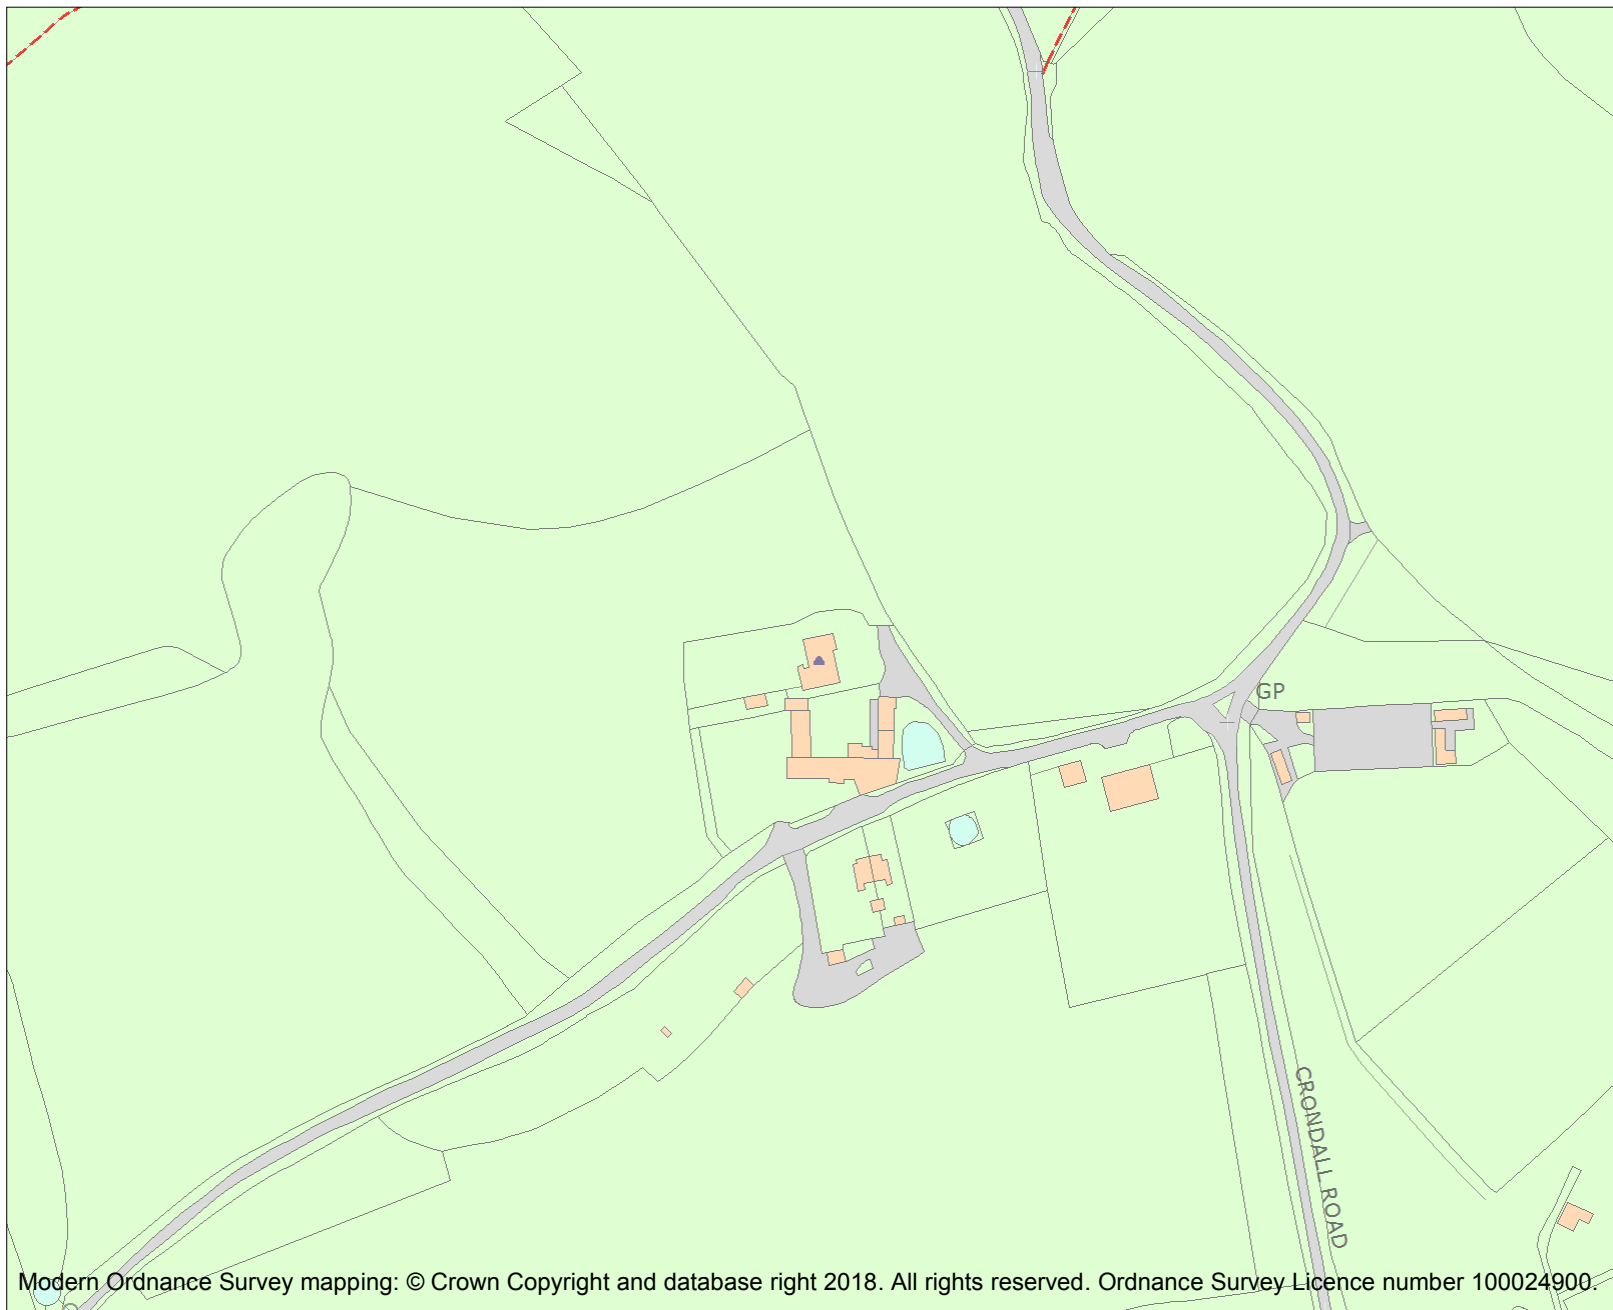 GP
CRONDALL ROAD
Modern Ordnance Survey mapping: © Crown Copyright and database right 2018. All rights reserved. Ordnance Survey Licence number 100024900.